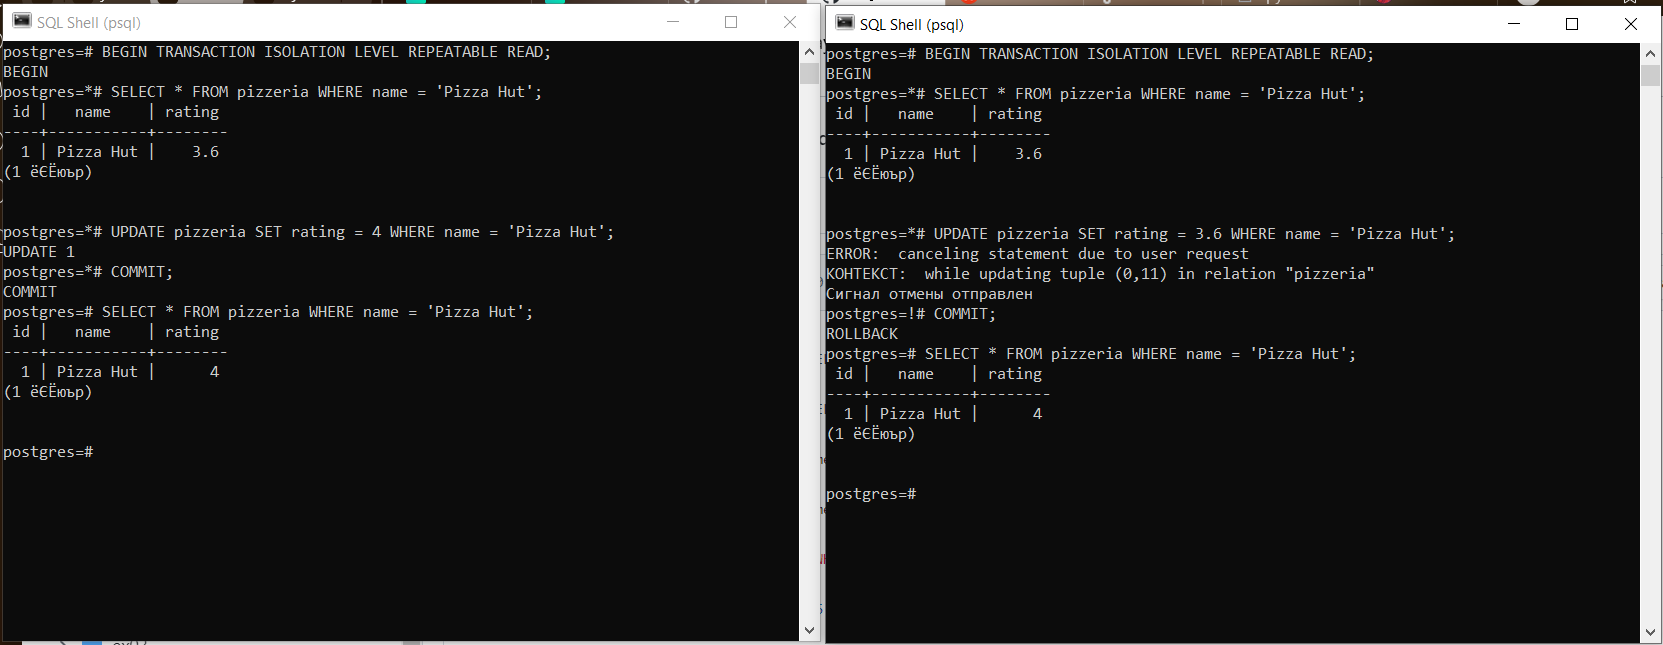 SQL Shell (psql)
postgres=# BEGIN TRANSACTION ISOLATION LEVEL REPEATABLE READ;
BEGIN
postgres=*# SELECT * FROM pizzeria WHERE name = 'Pizza Hut';
 id |   name    | rating
----+-----------+--------
  1 | Pizza Hut |    3.6
(1 ёЄЁюър)
postgres=*# UPDATE pizzeria SET rating = 4 WHERE name = 'Pizza Hut';
UPDATE 1
postgres=*# COMMIT;
COMMIT
postgres=# SELECT * FROM pizzeria WHERE name = 'Pizza Hut';
 id |   name    | rating
----+-----------+--------
  1 | Pizza Hut |      4
(1 ёЄЁюър)
postgres=#
SQL Shell (psql)
postgres=# BEGIN TRANSACTION ISOLATION LEVEL REPEATABLE READ;
BEGIN
postgres=*# SELECT * FROM pizzeria WHERE name = 'Pizza Hut';
 id |   name    | rating
----+-----------+--------
  1 | Pizza Hut |    3.6
(1 ёЄЁюър)
postgres=*# UPDATE pizzeria SET rating = 3.6 WHERE name = 'Pizza Hut';
ERROR:  canceling statement due to user request
КОНТЕКСТ:  while updating tuple (0,11) in relation "pizzeria"
Сигнал отмены отправлен
postgres=!# COMMIT;
ROLLBACK
postgres=# SELECT * FROM pizzeria WHERE name = 'Pizza Hut';
 id |   name    | rating
----+-----------+--------
  1 | Pizza Hut |      4
(1 ёЄЁюър)
postgres=#